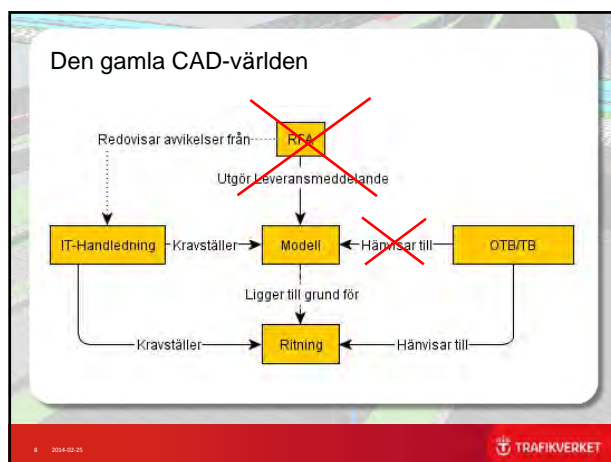 Den gamla CAD-världen
RFA
Redovisar avvikelser från
Utgör Leveransmeddelande
IT-Handledning
Kravställer
Modell
Hänvisar till
OTB/TB
Ligger till grund för
Kravställer
Ritning
Hänvisar till
8 2014-02-25
TRAFIKVERKET